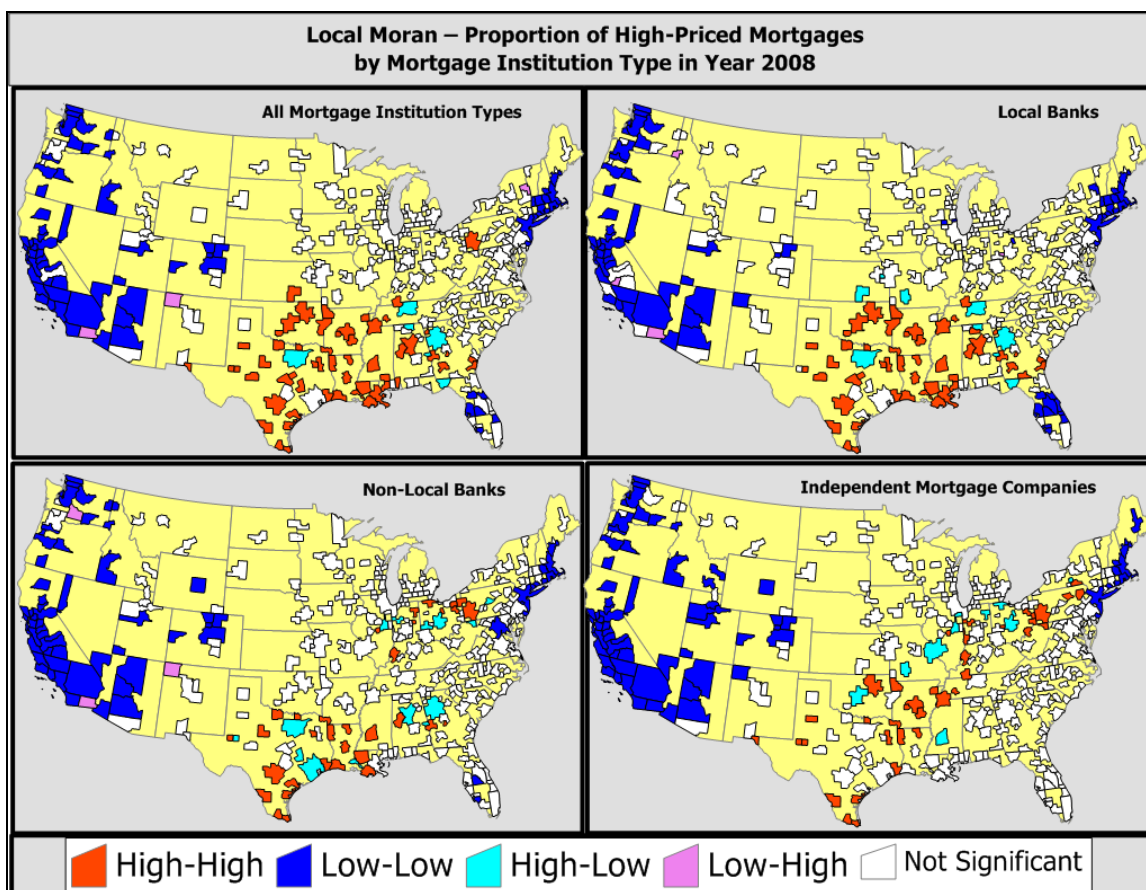 Local Moran – Proportion of High-Priced Mortgages
by Mortgage Institution Type in Year 2008
All Mortgage Institution Types
Local Banks
Non-Local Banks
Independent Mortgage Companies
High-High
Low-Low
High-Low
Low-High
Not Significant